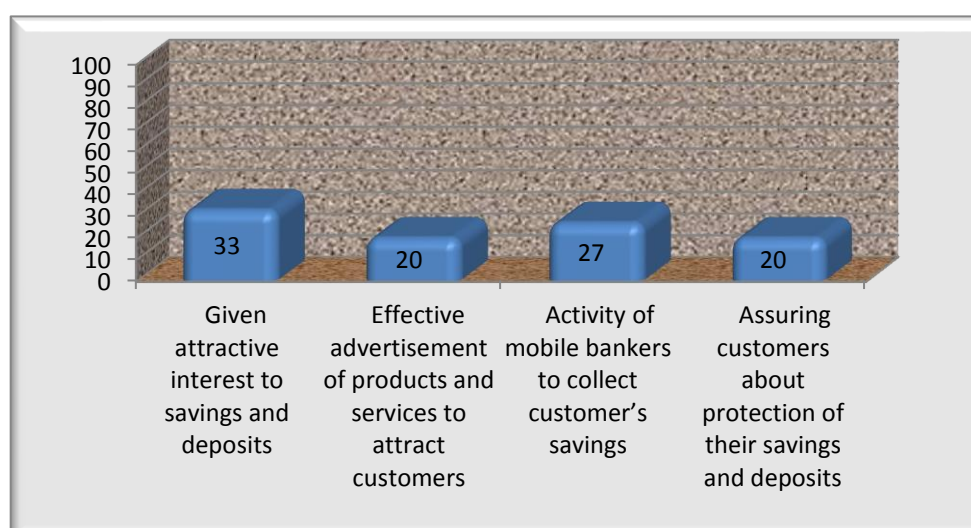 100
90
80
70
60
50
40
30
20
10
0
33
20
27
20
Given
attractive
interest to
savings and
deposits
Effective
advertisement
of products and
services to
attract
customers
Activity of
mobile bankers
to collect
customer’s
savings
Assuring
customers
about
protection of
their savings
and deposits